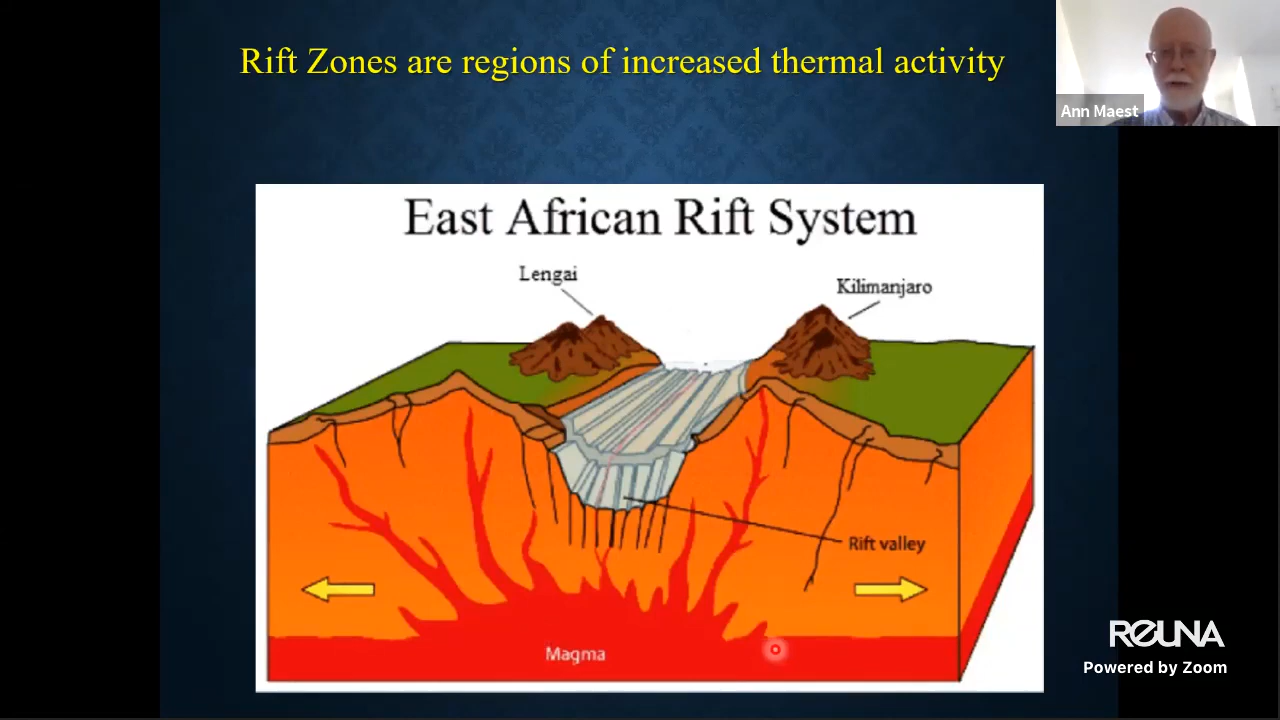 Rift Zones are regions of increased thermal activity
Ann Maest
East African Rift System
Lengai
Kilimanjaro
Rift valley
Magma
REUNA
Powered by Zoom